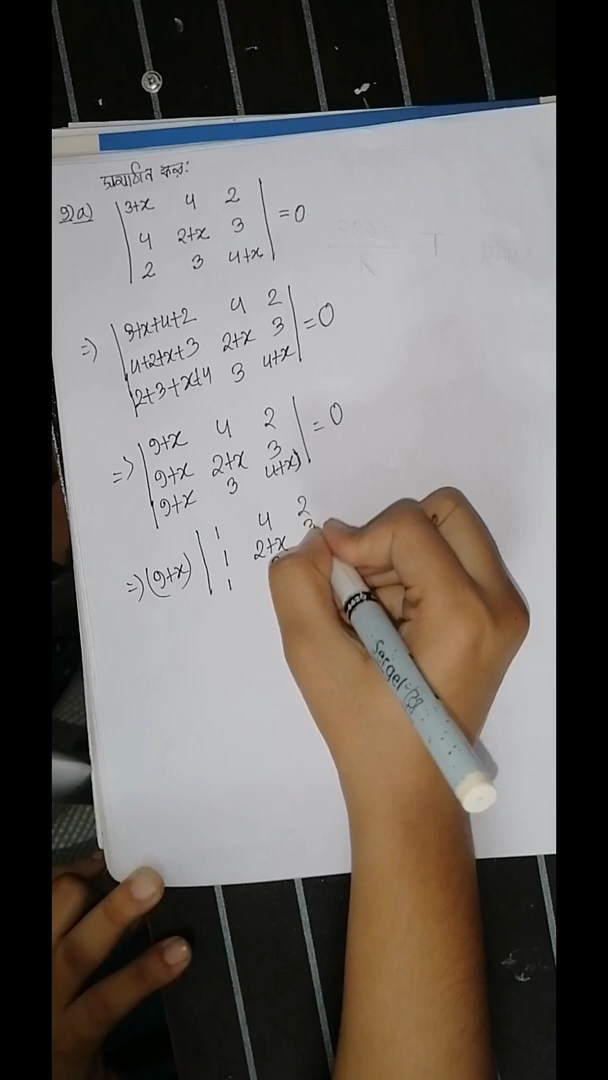 সমাধান কর:
9)a) |3+x 4 2|
|4 2+x 3| =0
|2 3 4+x|
=> |3+x+4+2 4 2|
|4+2+x+3 2+x 3| =0
|2+3+x+4 3 4+x|
=> |9+x 4 2|
|9+x 2+x 3| =0
|9+x 3 4+x|
=>(9+x) |1 4 2
|1 2+x 3
|1
Sarger